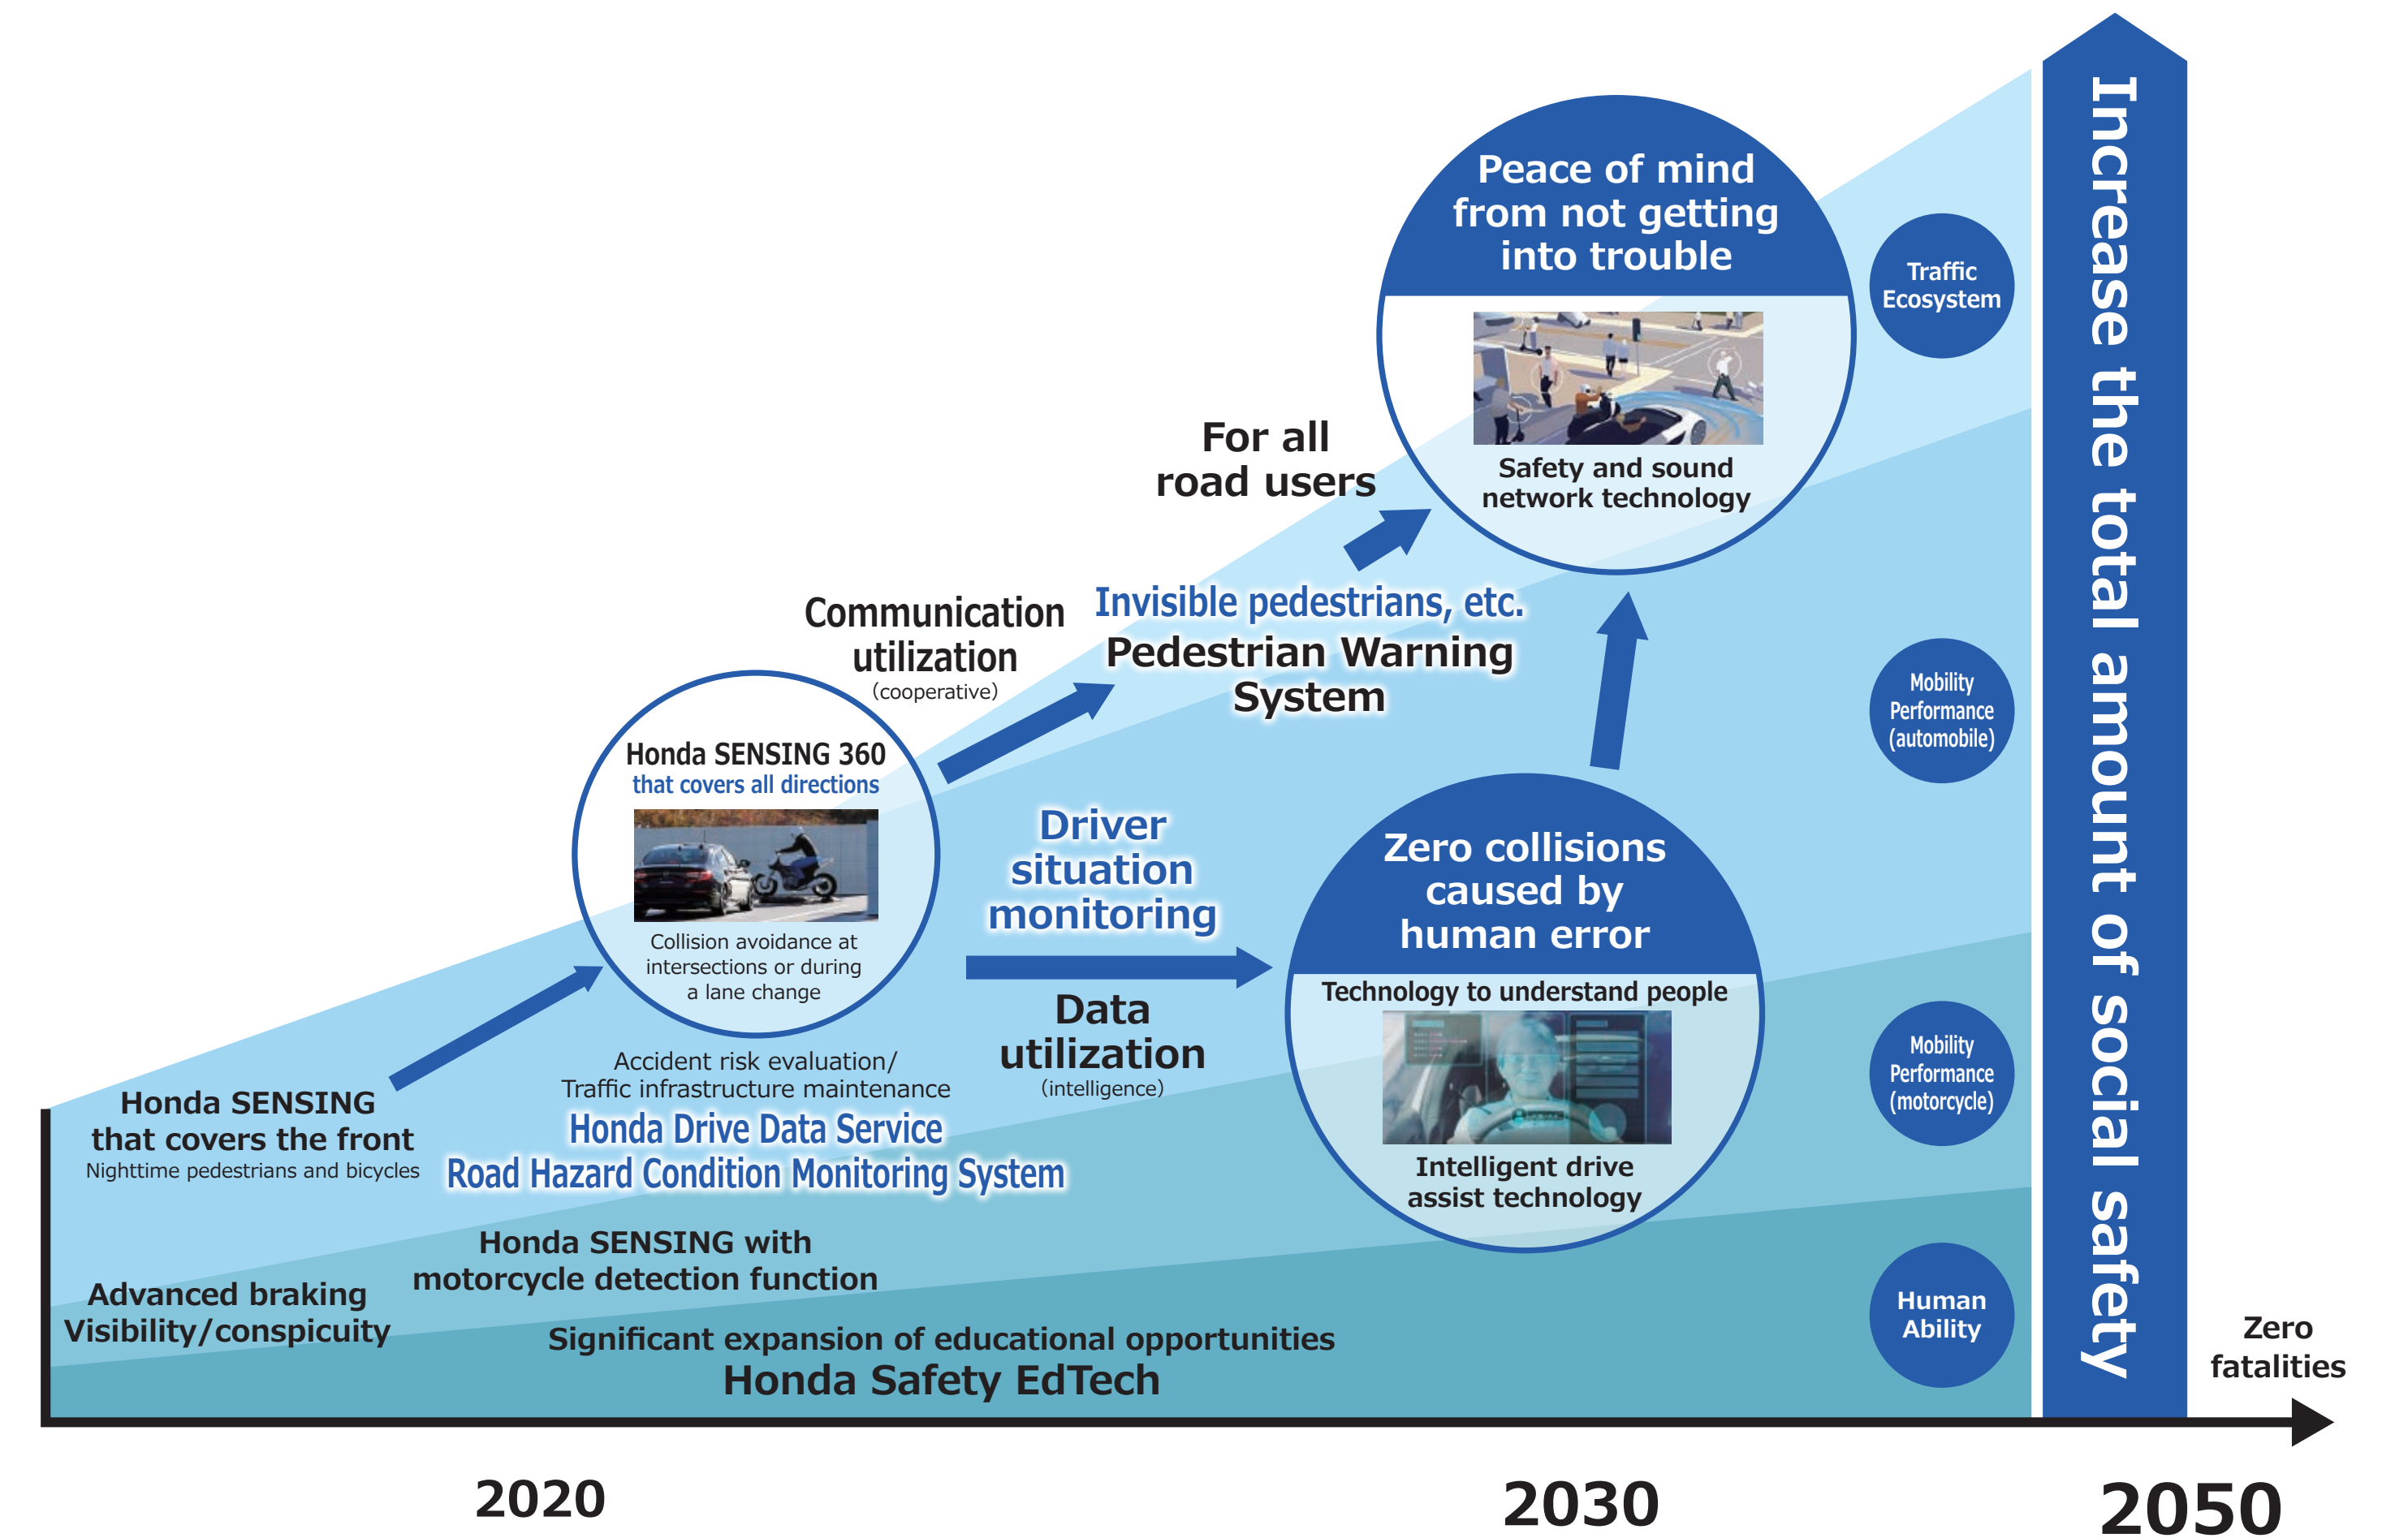 Increase the total amount of social safety
Peace of mind
from not getting
into trouble
Safety and sound
network technology
Traffic
Ecosystem
For all
road users
Communication
utilization
(cooperative)
Invisible pedestrians, etc.
Pedestrian Warning
System
Mobility
Performance
(automobile)
Honda SENSING 360
that covers all directions
Collision avoidance at
intersections or during
a lane change
Driver
situation
monitoring
Data
utilization
(intelligence)
Zero collisions
caused by
human error
Technology to understand people
Intelligent drive
assist technology
Mobility
Performance
(motorcycle)
Honda SENSING
that covers the front
Nighttime pedestrians and bicycles
Accident risk evaluation/
Traffic infrastructure maintenance
Honda Drive Data Service
Road Hazard Condition Monitoring System
Honda SENSING with
motorcycle detection function
Advanced braking
Visibility/conspicuity
Significant expansion of educational opportunities
Honda Safety EdTech
Human
Ability
Zero
fatalities
2020
2030
2050